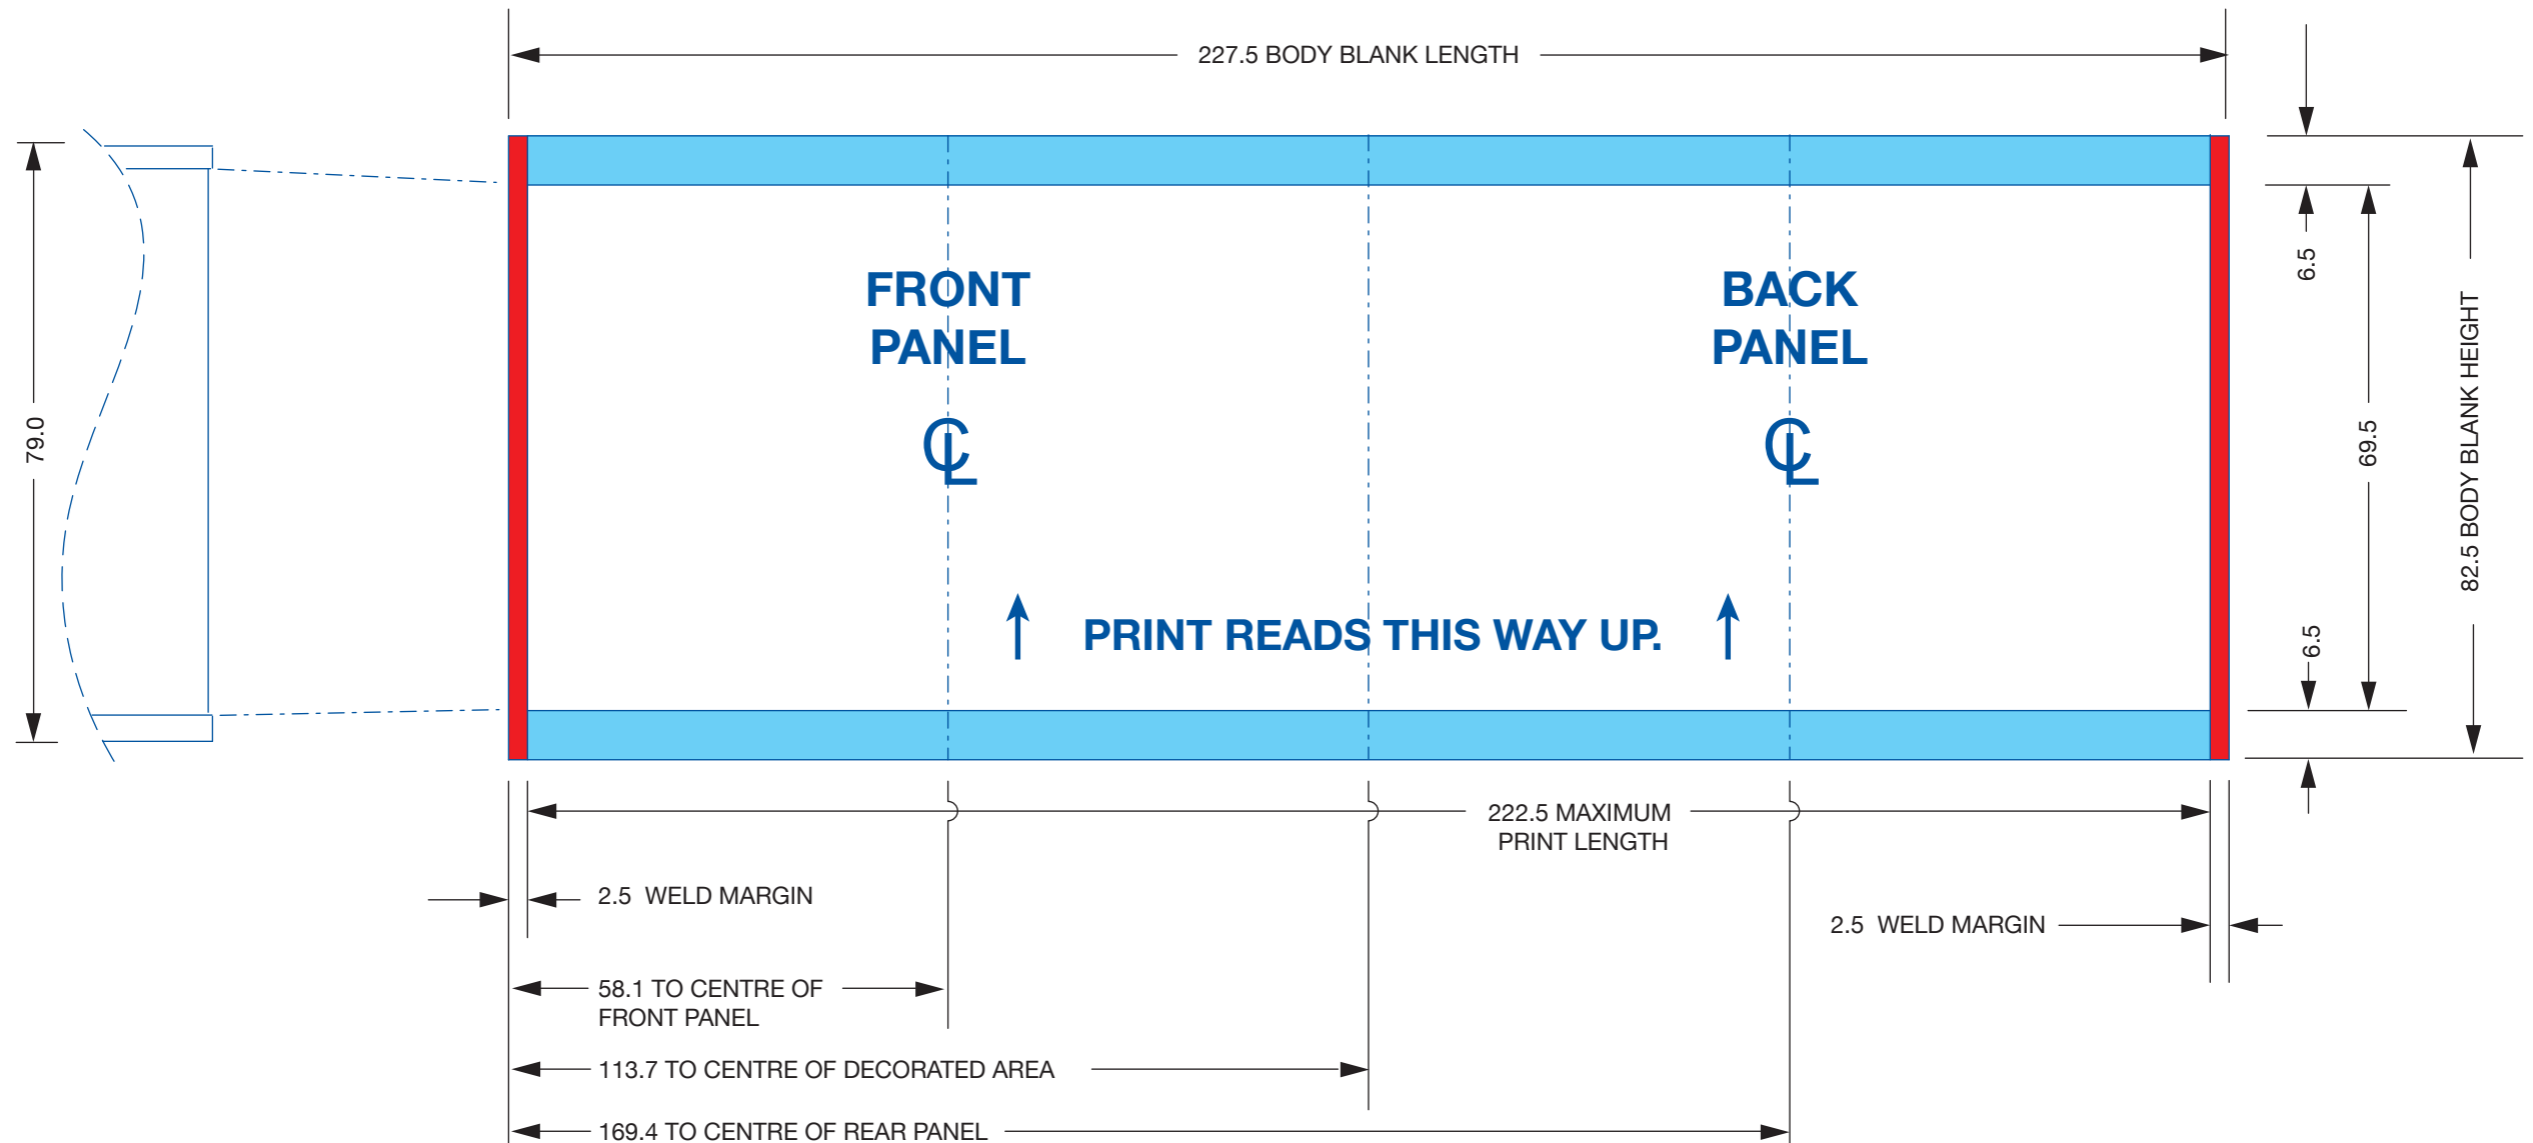 227.5 BODY BLANK LENGTH
79.0
FRONT
PANEL
CL
BACK
PANEL
CL
6.5
69.5
82.5 BODY BLANK HEIGHT
6.5
PRINT READS THIS WAY UP.
222.5 MAXIMUM
PRINT LENGTH
2.5 WELD MARGIN
2.5 WELD MARGIN
58.1 TO CENTRE OF
FRONT PANEL
113.7 TO CENTRE OF DECORATED AREA
169.4 TO CENTRE OF REAR PANEL